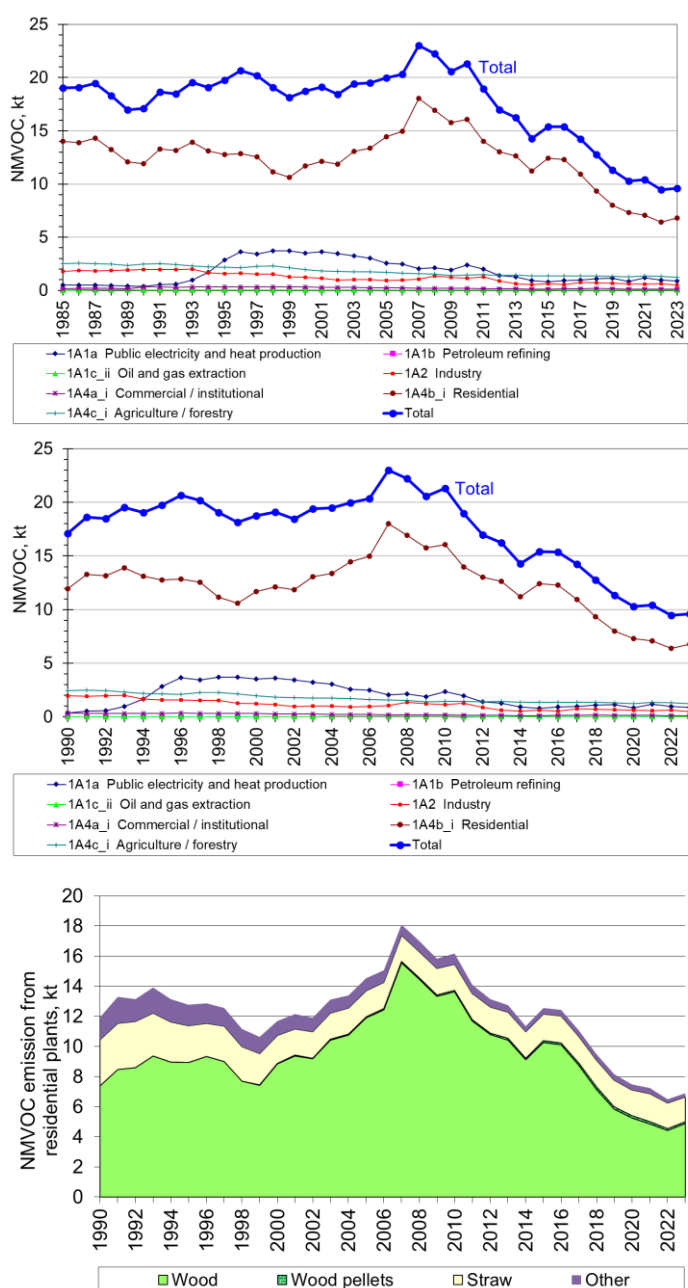 25
20
15
10
5
0
NMVOC, kt
Total
1985
1987
1989
1991
1993
1995
1997
1999
2001
2003
2005
2007
2009
2011
2013
2015
2017
2019
2021
2023
1A1a Public electricity and heat production
1A1b Petroleum refining
1A1c_ii Oil and gas extraction
1A2 Industry
1A4a_i Commercial / institutional
1A4b_i Residential
1A4c_i Agriculture / forestry
Total
25
20
15
10
5
0
NMVOC, kt
Total
1990
1992
1994
1996
1998
2000
2002
2004
2006
2008
2010
2012
2014
2016
2018
2020
2022
1A1a Public electricity and heat production
1A1b Petroleum refining
1A1c_ii Oil and gas extraction
1A2 Industry
1A4a_i Commercial / institutional
1A4b_i Residential
1A4c_i Agriculture / forestry
Total
20
18
16
14
12
10
8
6
4
2
0
NMVOC emission from
residential plants, kt
1990
1992
1994
1996
1998
2000
2002
2004
2006
2008
2010
2012
2014
2016
2018
2020
2022
Wood
Wood pellets
Straw
Other